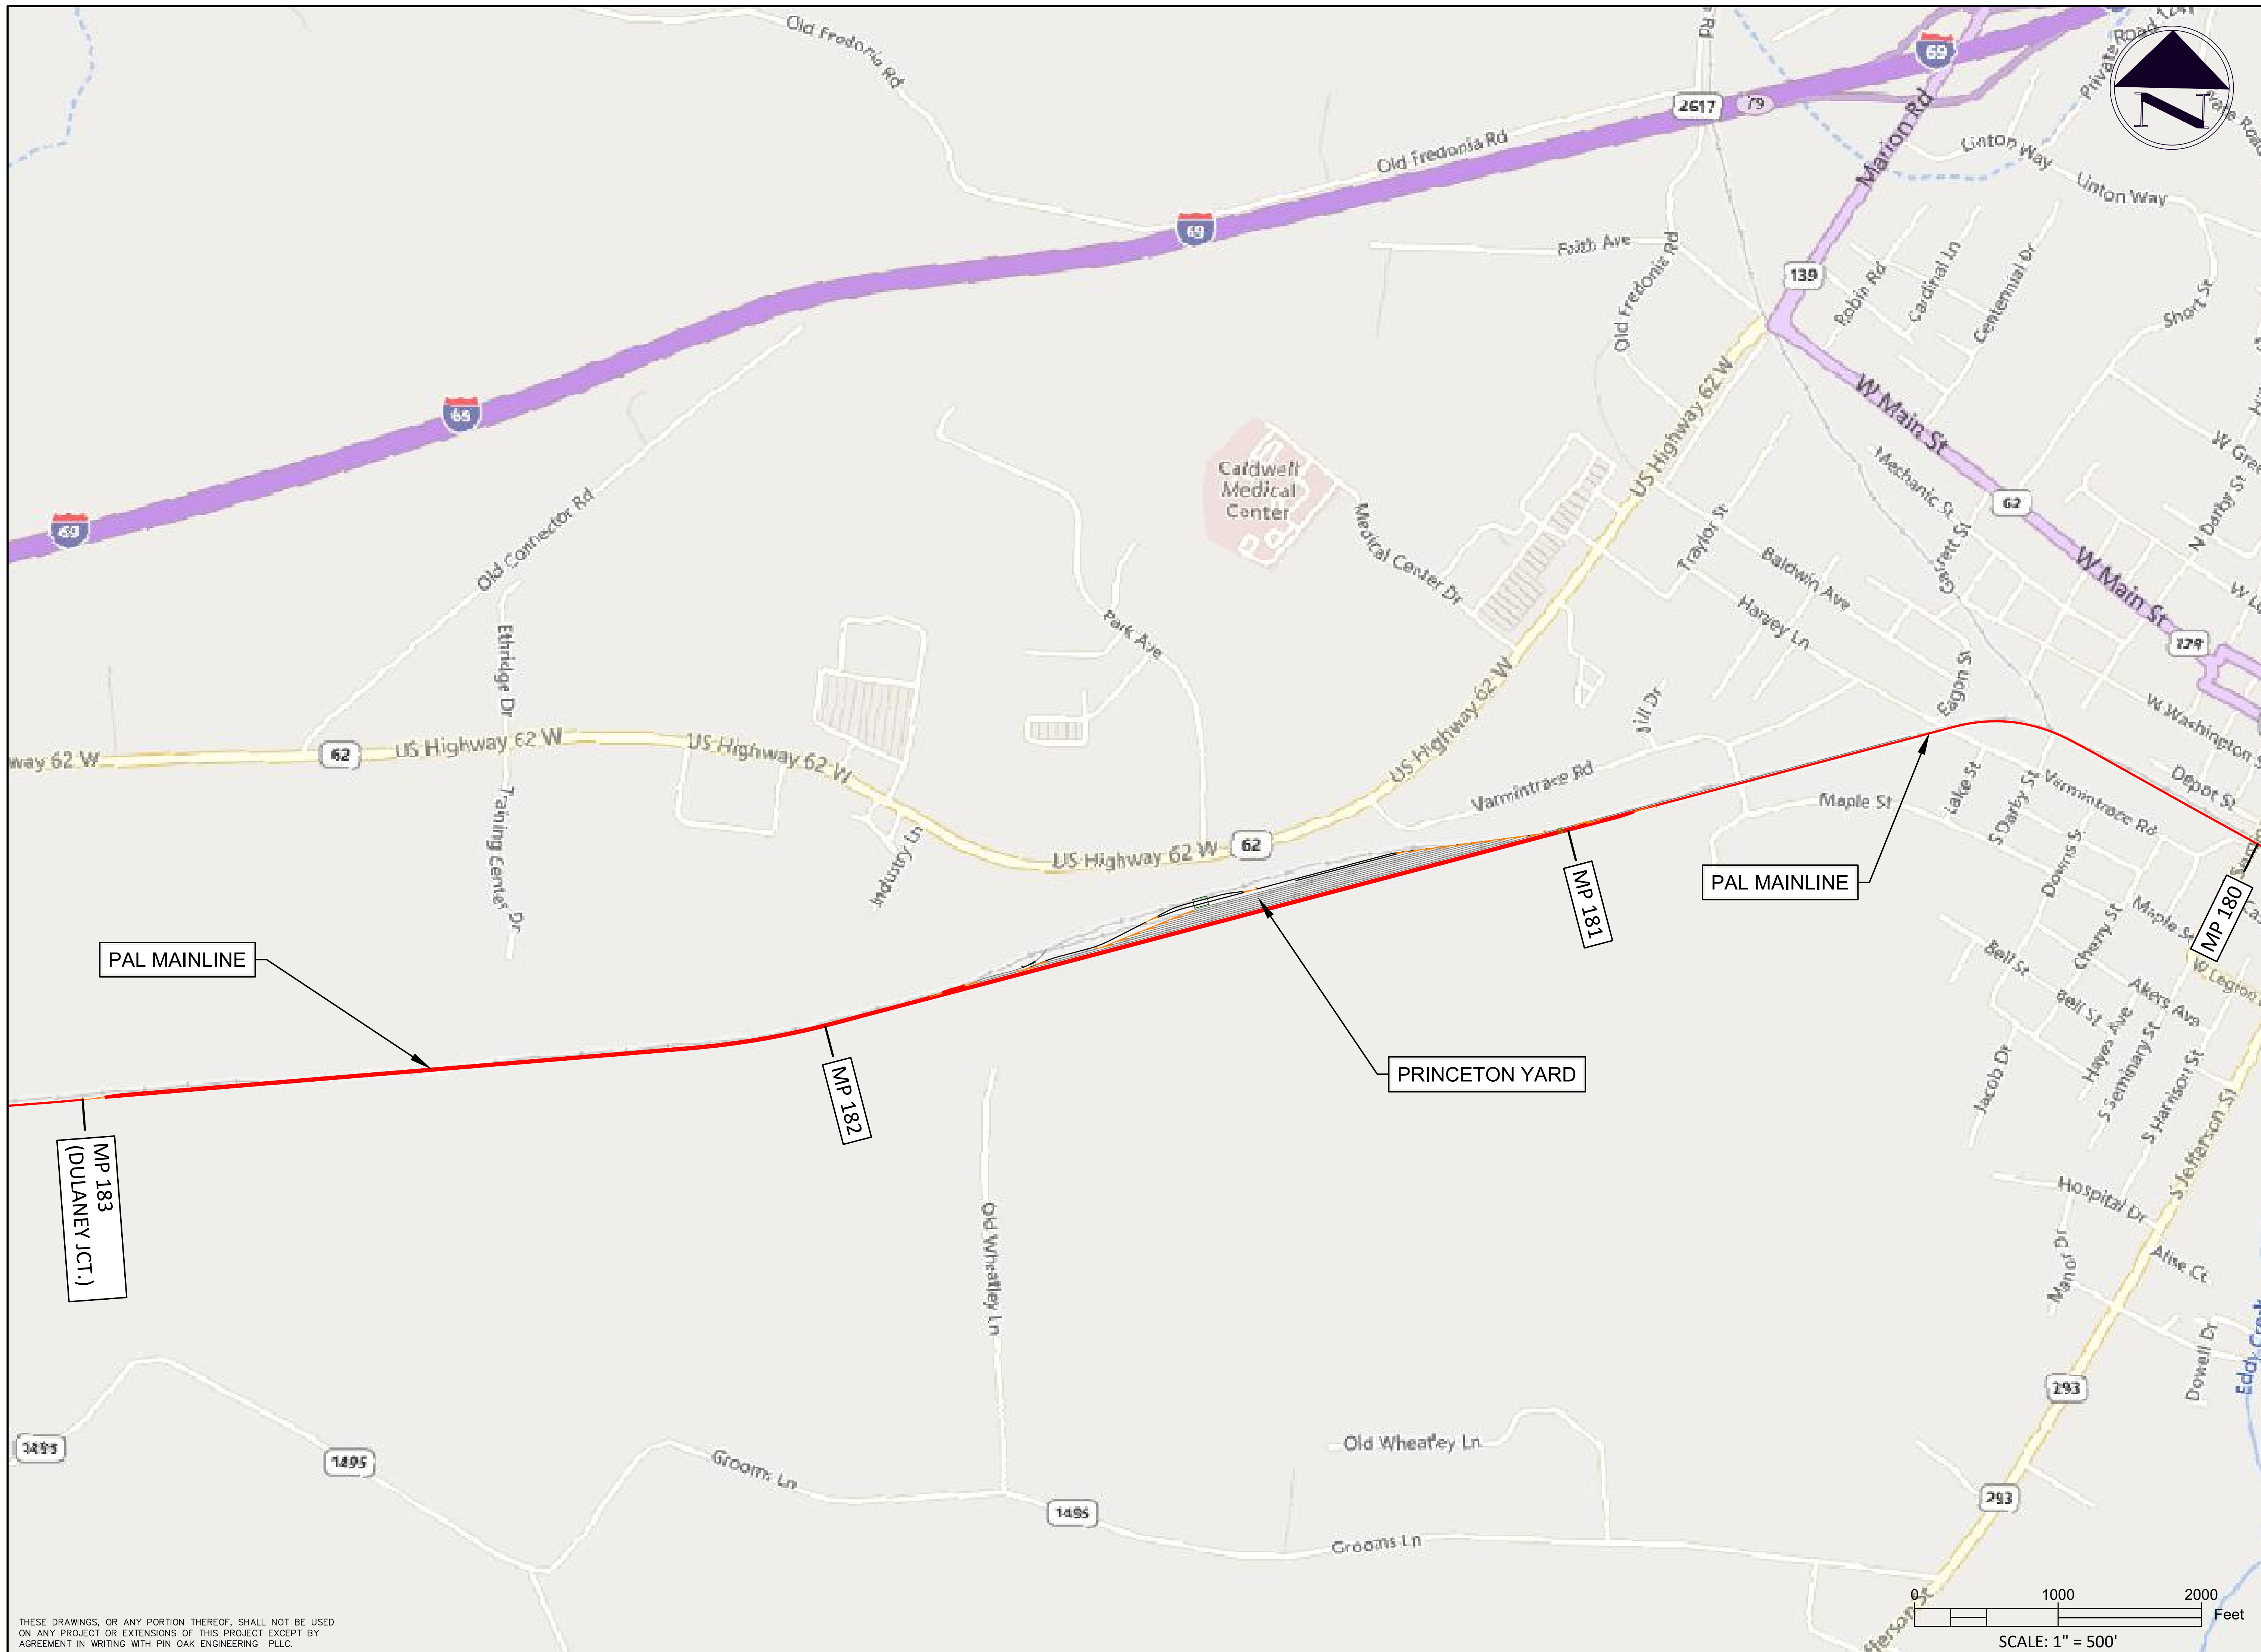 Old Fredonia Rd
Rd
69
2617
79
Marion Rd
Private Road
N
Old Fredonia Rd
Linton Way
Linton Way
69
Faith Ave
Old Fredonia Rd
139
Robin Rd
Cardinal Ln
Centennial Dr
Short St
US Highway 62 W
W Main St
69
Caldwell
Medical
Center
Medical Center Dr
Mechanic St
62
N Darby St
Old Connector Rd
69
Traylor St
Baldwin Ave
Garrett St
W Main St
Harvey Ln
Ethridge Dr
Park Ave
Eagon St
Jill Dr
W Washington S
way 62 W
62
US Highway 62 W
US Highway 62 W
US Highway 62 W
Varmintrace Rd
Maple St
Lake St
S Darby St
Varmintrace Rd
Depot St
Training Center Dr
Industry Ln
US Highway 62 W
62
Downs S
MP 181
PAL MAINLINE
MP 180
Maple St
Cherry St
Bell St
Bell St
W Legion
Akers Ave
Hayes Ave
S Seminary St
S Harrison St
Jacob Dr
PAL MAINLINE
MP 182
PRINCETON YARD
MP 183
(DULANEY JCT.)
S Jefferson St
Hospital Dr
Manor Dr
Alise Ct
Dowell Dr
Eddy Creek
Old Wheatley Ln
293
1495
Grooms Ln
Old Wheatley Ln
293
1495
Grooms Ln
fferson St
0 1000 2000
Feet
SCALE: 1" = 500'
THESE DRAWINGS, OR ANY PORTION THEREOF, SHALL NOT BE USED
ON ANY PROJECT OR EXTENSIONS OF THIS PROJECT EXCEPT BY
AGREEMENT IN WRITING WITH PIN OAK ENGINEERING PLLC.